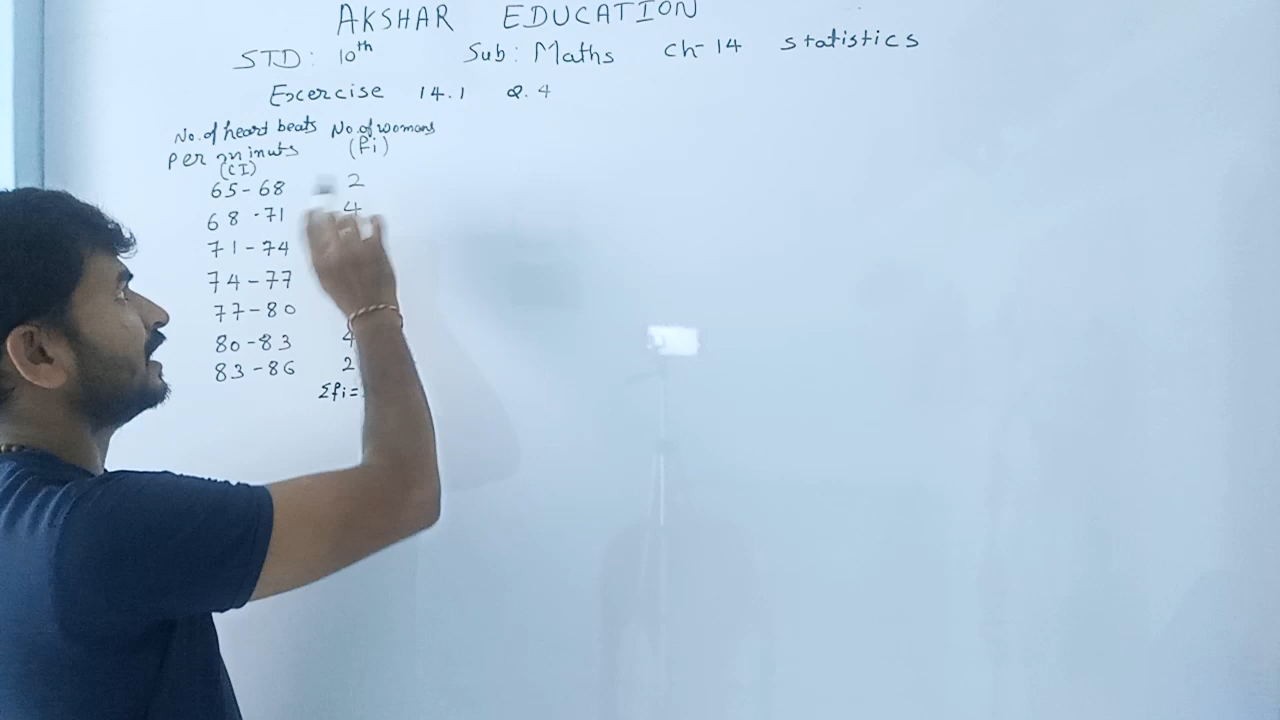 AKSHAR EDUCATION
STD: 10th Sub: Maths Ch-14 statistics
Excercise 14.1 Q.4
No. of heart beats No. of womans
per minuts (fi)
(CI)
65-68 2
68-71 4
71-74
74-77
77-80
80-83 4
83-86 2
Σfi=